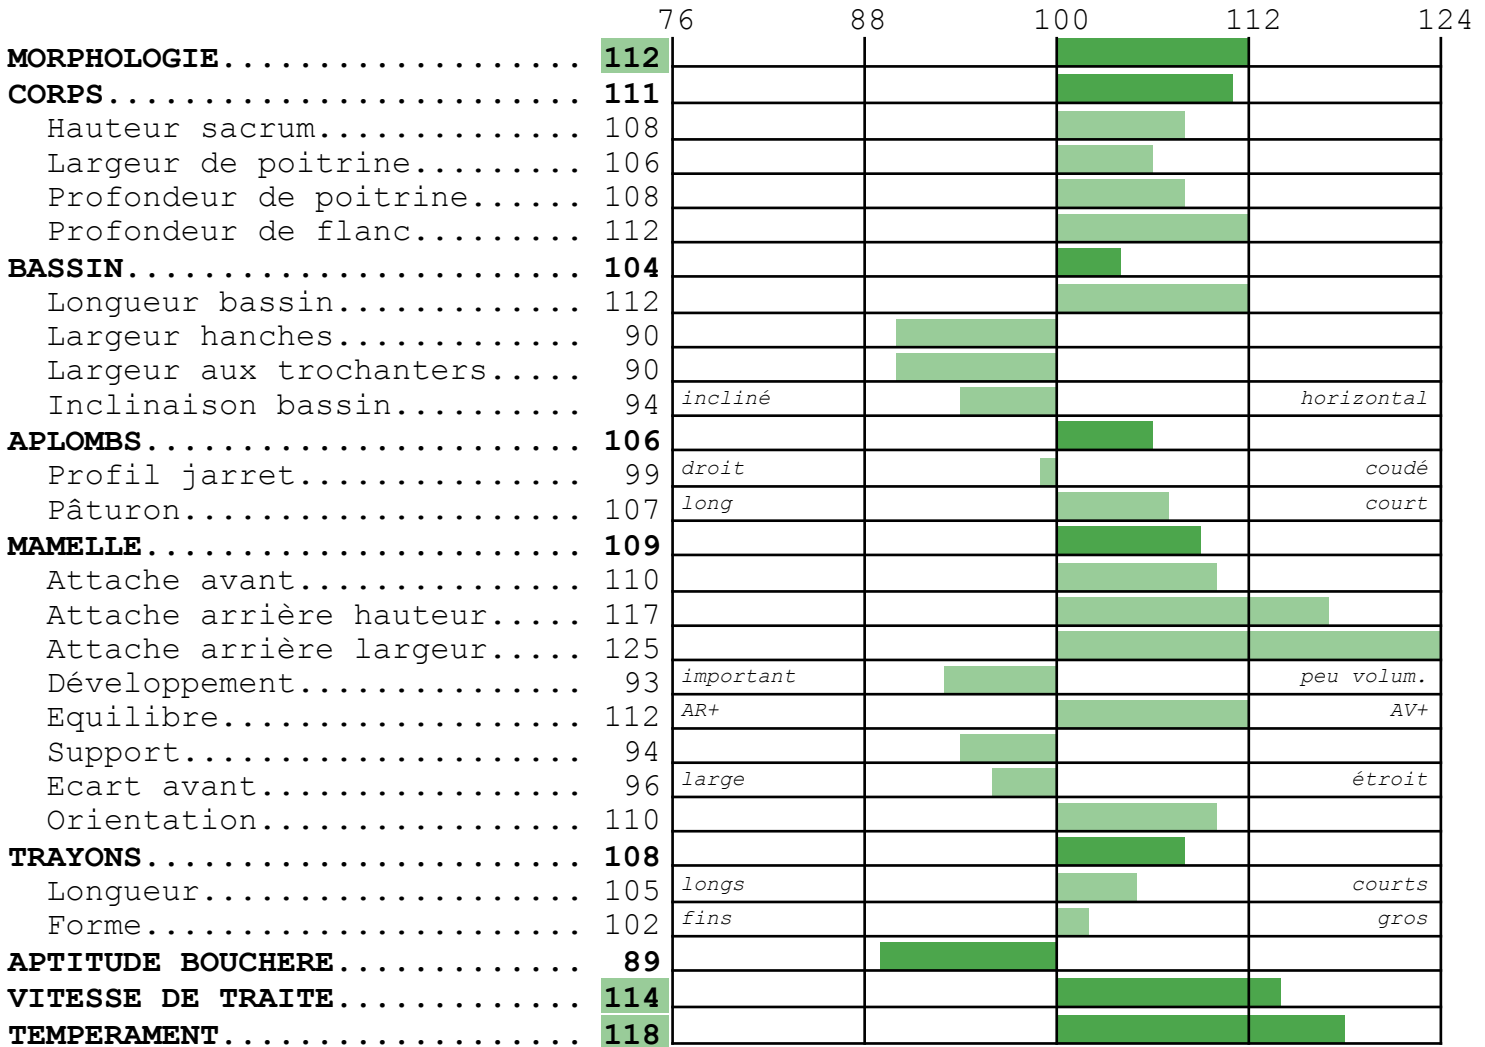 76 88 100 112 124
MORPHOLOGIE................... 112
CORPS......................... 111
Hauteur sacrum.............. 108
Largeur de poitrine......... 106
Profondeur de poitrine...... 108
Profondeur de flanc......... 112
BASSIN........................ 104
Longueur bassin............. 112
Largeur hanches............. 90
Largeur aux trochanters..... 90
Inclinaison bassin.......... 94 incliné horizontal
APLOMBS....................... 106
Profil jarret............... 99 droit coudé
Pâturon..................... 107 long court
MAMELLE....................... 109
Attache avant............... 110
Attache arrière hauteur..... 117
Attache arrière largeur..... 125
Développement............... 93 important peu volum.
Equilibre................... 112 AR+ AV+
Support..................... 94
Ecart avant................. 96 large étroit
Orientation................. 110
TRAYONS....................... 108
Longueur.................... 105 longs courts
Forme....................... 102 fins gros
APTITUDE BOUCHERE............. 89
VITESSE DE TRAITE............. 114
TEMPERAMENT................... 118